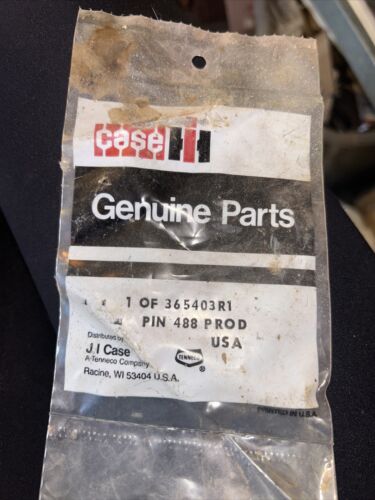 case IH
Genuine Parts
1 OF 365403R1
PIN 488 PROD
USA
Distributed by
J I Case
A Tenneco Company
Racine, WI 53404 U.S.A.
TENNECO
®
PRINTED IN U.S.A.